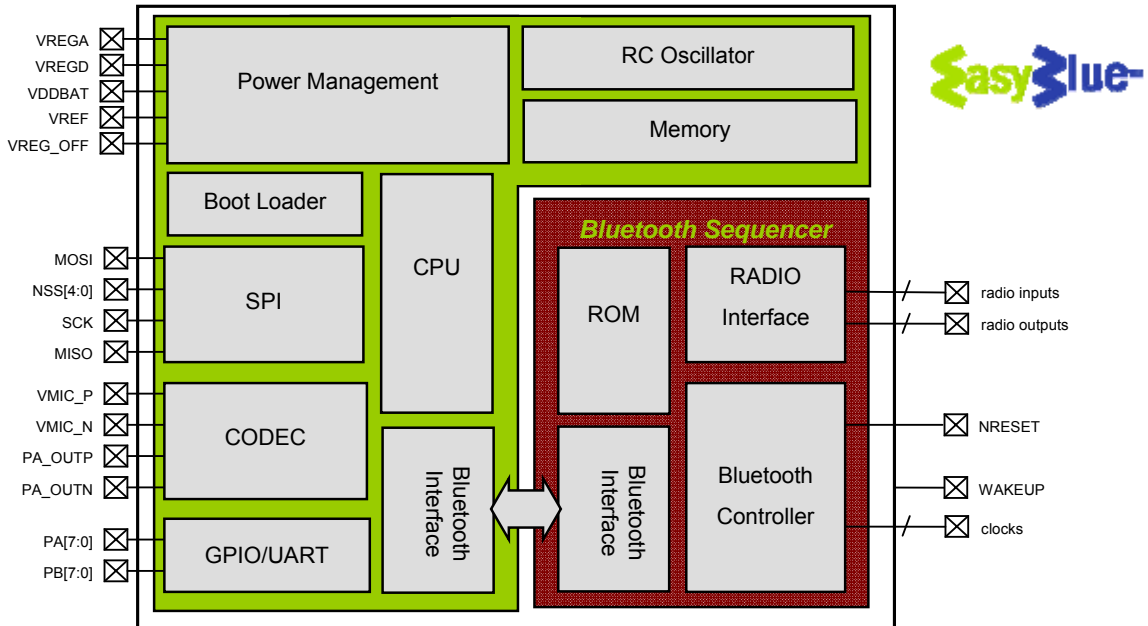 VREGA
VREGD
VDDBAT
VREF
VREG_OFF
Power Management
RC Oscillator
Memory
EasyBlue
Boot Loader
CPU
MOSI
NSS[4:0]
SCK
MISO
SPI
VMIC_P
VMIC_N
PA_OUTP
PA_OUTN
CODEC
PA[7:0]
PB[7:0]
GPIO/UART
Bluetooth
Interface
Bluetooth Sequencer
ROM
RADIO
Interface
Bluetooth
Interface
Bluetooth
Controller
radio inputs
radio outputs
NRESET
WAKEUP
clocks